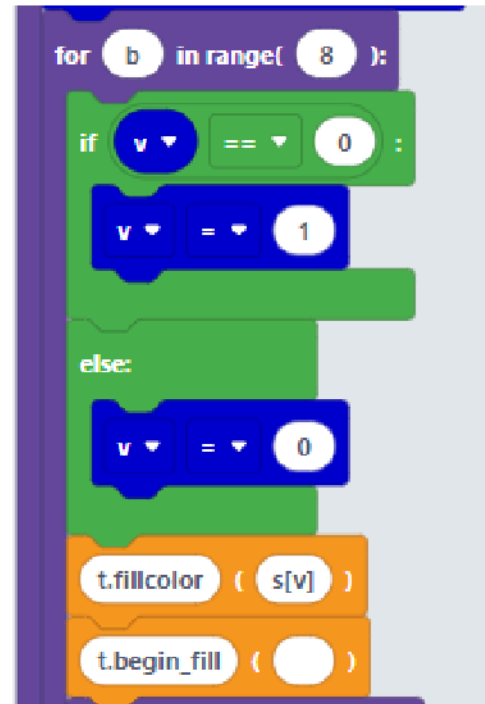 for b in range( 8 ):
if v == 0 :
v = 1
else:
v = 0
t.fillcolor ( s[v] )
t.begin_fill ( )